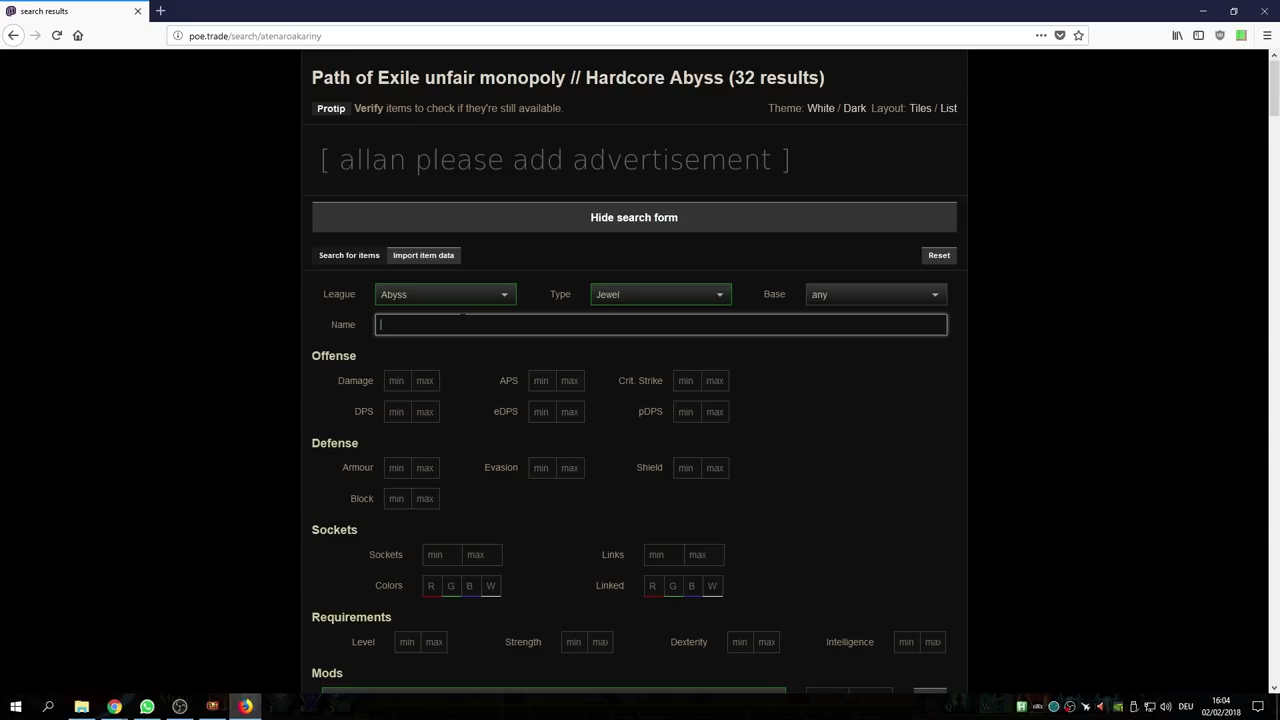 search results
poe.trade/search/atenaroakariny
Path of Exile unfair monopoly // Hardcore Abyss (32 results)
Protip Verify items to check if they're still available. Theme: White / Dark Layout: Tiles / List
[ allan please add advertisement ]
Hide search form
Search for items Import item data Reset
League Abyss Type Jewel Base any
Name
Offense
Damage min max APS min max Crit. Strike min max
DPS min max eDPS min max pDPS min max
Defense
Armour min max Evasion min max Shield min max
Block min max
Sockets
Sockets min max Links min max
Colors R G B W Linked R G B W
Requirements
Level min max Strength min max Dexterity min max Intelligence min max
Mods
DEU
16:04
02/02/2018